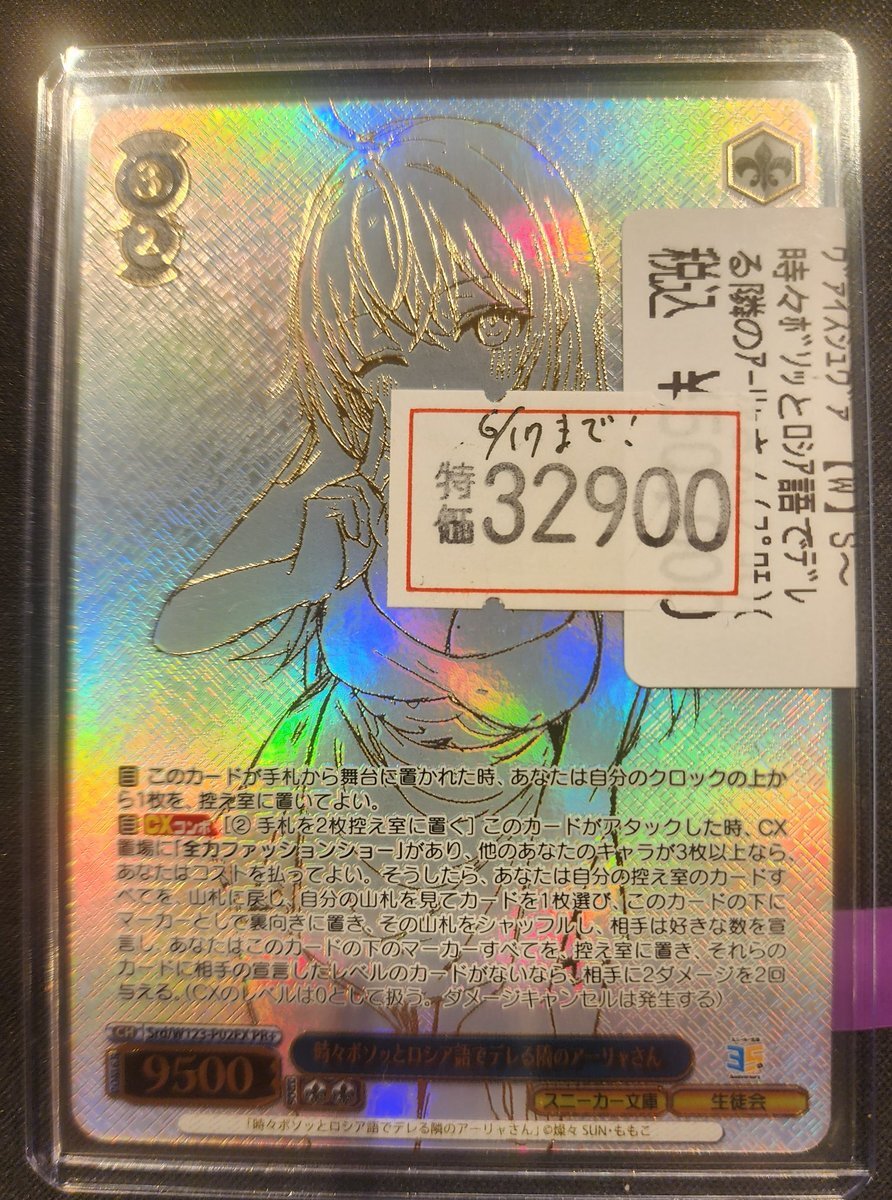 3
2
ヴァイスシュヴァ 【W】 S～
時々ボソッとロシア語でデレ
る隣のアーリャ
税込 ￥
6/17まで!
特価 32900
このカードが手札から舞台に置かれた時、あなたは自分のクロックの上か
ら1枚を、控え室に置いてよい。
CXコンボ [② 手札を2枚控え室に置く] このカードがアタックした時、CX
置場に「全力ファッションショー」があり、他のあなたのキャラが3枚以上なら、
あなたはコストを払ってよい。そうしたら、あなたは自分の控え室のカードす
べてを、山札に戻し、自分の山札を見てカードを1枚選び、このカードの下に
マーカーとして裏向きに置き、その山札をシャッフルし、相手は好きな数を宣
言し、あなたはこのカードの下のマーカーすべてを、控え室に置き、それらの
カードに相手の宣言したレベルのカードがないなら、相手に2ダメージを2回
与える。(CXのレベルは0として扱う。ダメージキャンセルは発生する)
CH Srd/W123-P02EX PR+
時々ボソッとロシア語でデレる隣のアーリャさん
9500
スニーカー文庫 生徒会
「時々ボソッとロシア語でデレる隣のアーリャさん」©燦々SUN・ももこ